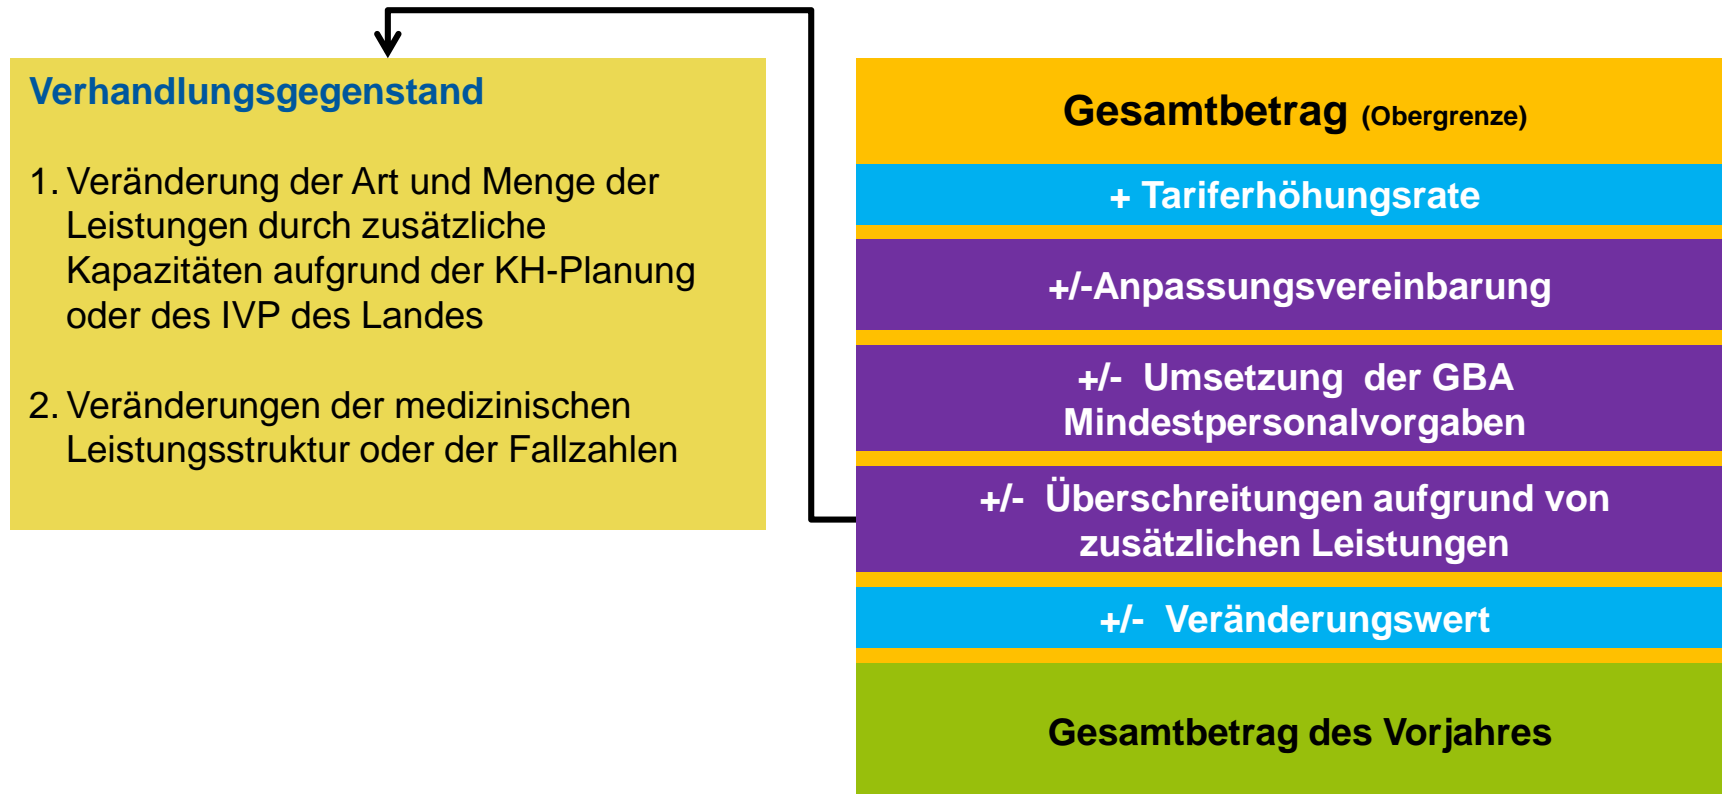 Verhandlungsgegenstand
1. Veränderung der Art und Menge der
Leistungen durch zusätzliche
Kapazitäten aufgrund der KH-Planung
oder des IVP des Landes
2. Veränderungen der medizinischen
Leistungsstruktur oder der Fallzahlen
Gesamtbetrag (Obergrenze)
+ Tariferhöhungsrate
+/-Anpassungsvereinbarung
+/- Umsetzung der GBA
Mindestpersonalvorgaben
+/- Überschreitungen aufgrund von
zusätzlichen Leistungen
+/- Veränderungswert
Gesamtbetrag des Vorjahres